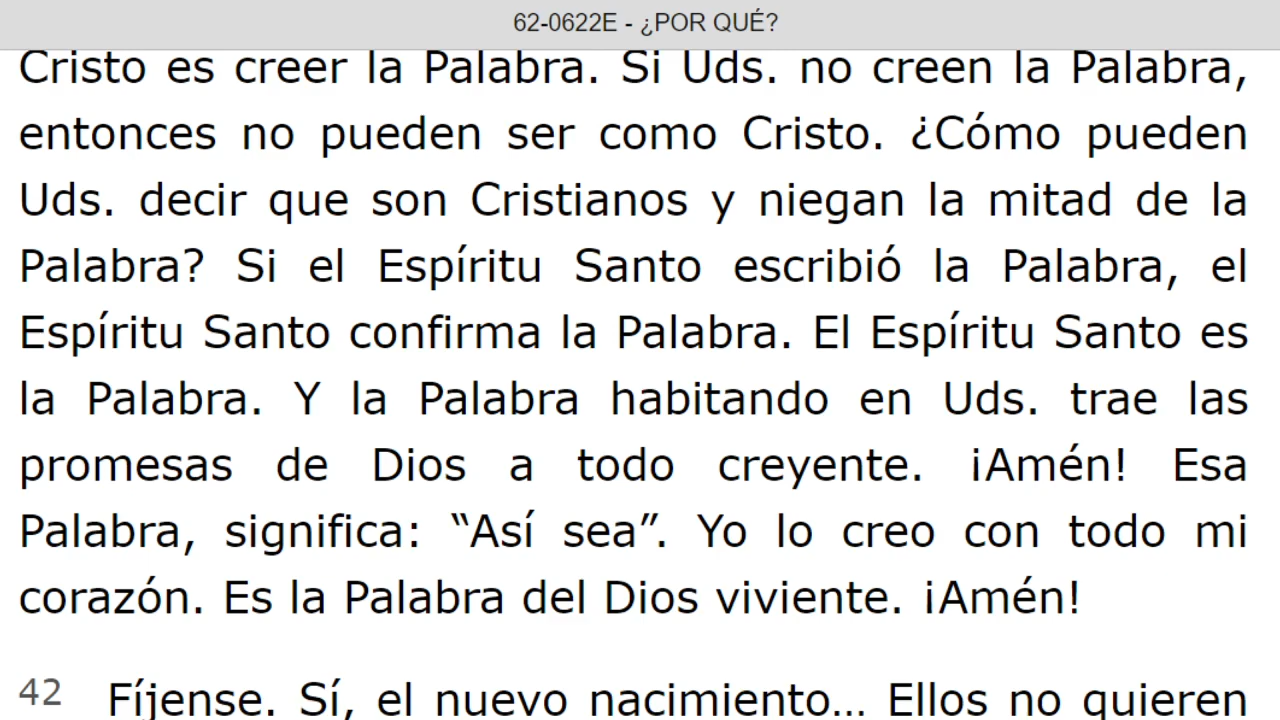 62-0622E - ¿POR QUÉ?
Cristo es creer la Palabra. Si Uds. no creen la Palabra,
entonces no pueden ser como Cristo. ¿Cómo pueden
Uds. decir que son Cristianos y niegan la mitad de la
Palabra? Si el Espíritu Santo escribió la Palabra, el
Espíritu Santo confirma la Palabra. El Espíritu Santo es
la Palabra. Y la Palabra habitando en Uds. trae las
promesas de Dios a todo creyente. ¡Amén! Esa
Palabra, significa: “Así sea”. Yo lo creo con todo mi
corazón. Es la Palabra del Dios viviente. ¡Amén!
42 Fíjense. Sí, el nuevo nacimiento… Ellos no quieren